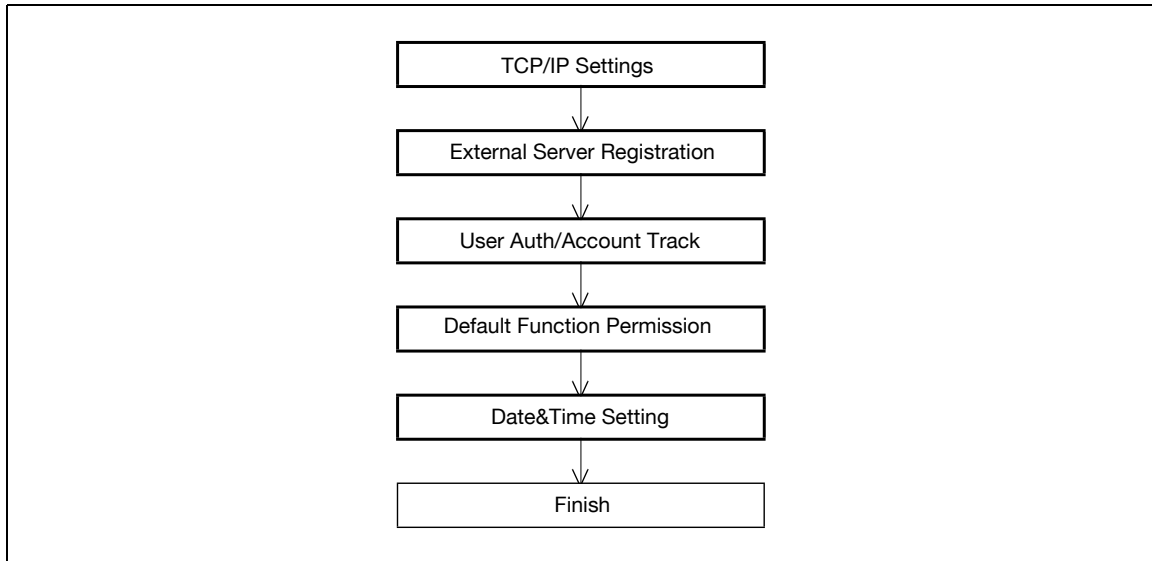 TCP/IP Settings
External Server Registration
User Auth/Account Track
Default Function Permission
Date&Time Setting
Finish